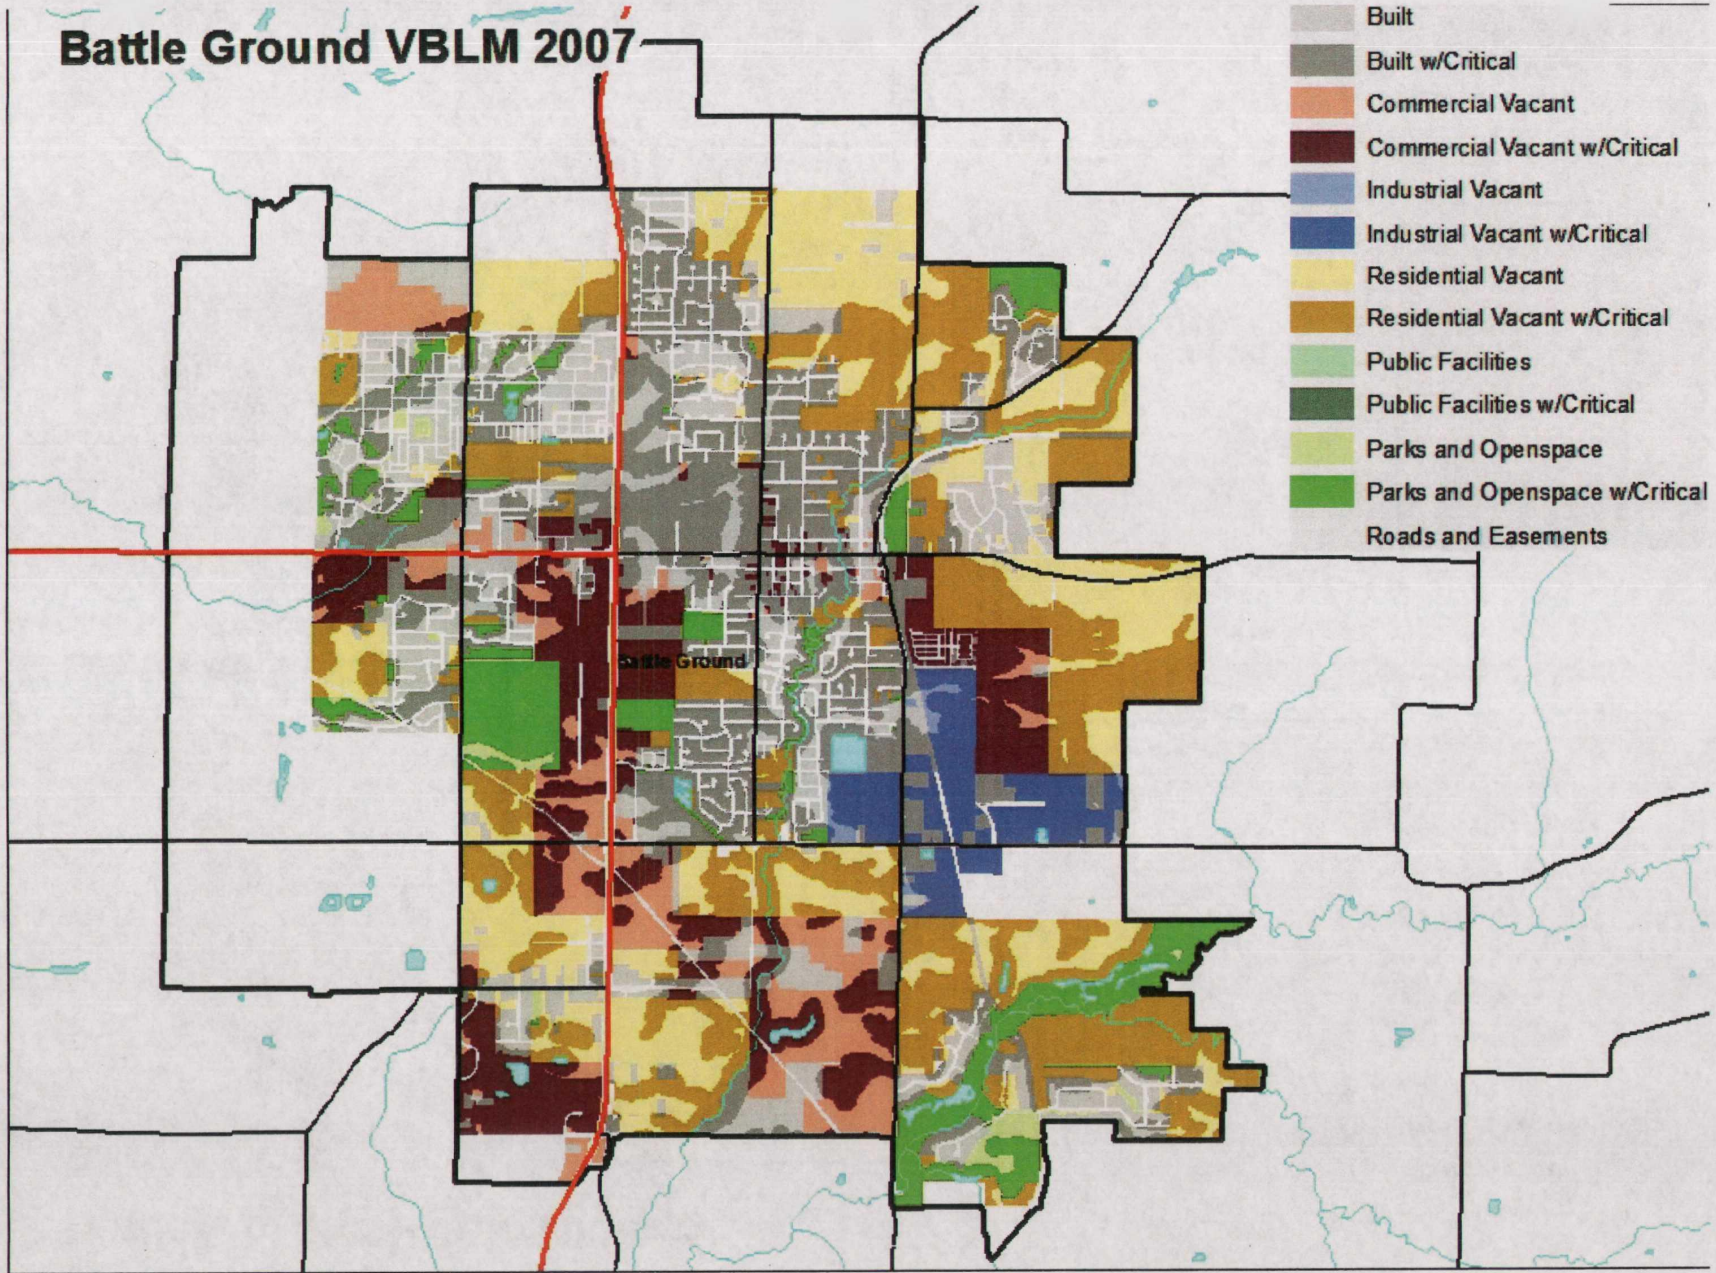 Battle Ground VBLM 2007
Built
Built w/Critical
Commercial Vacant
Commercial Vacant w/Critical
Industrial Vacant
Industrial Vacant w/Critical
Residential Vacant
Residential Vacant w/Critical
Public Facilities
Public Facilities w/Critical
Parks and Openspace
Parks and Openspace w/Critical
Roads and Easements
Battle Ground